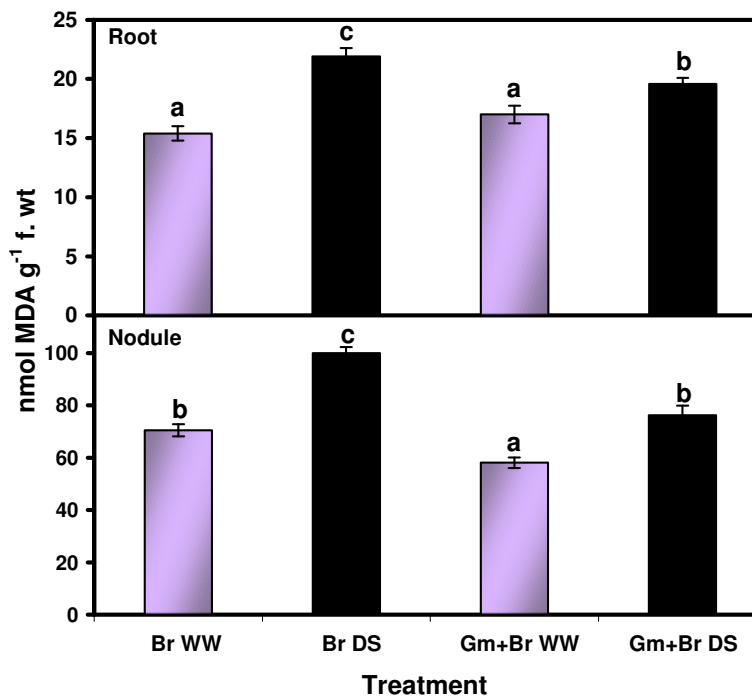 nmol MDA g⁻¹ f. wt
25
20
15
10
5
0
Root
a
c
a
b
100
80
60
40
20
0
Nodule
b
c
a
b
Br WW Br DS Gm+Br WW Gm+Br DS
Treatment